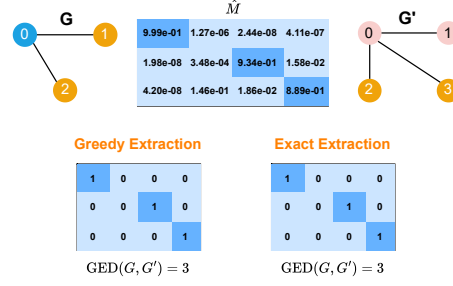 G
0
1
2
M̂
9.99e-01 1.27e-06 2.44e-08 4.11e-07
1.98e-08 3.48e-04 9.34e-01 1.58e-02
4.20e-08 1.46e-01 1.86e-02 8.89e-01
G'
0
1
2
3
Greedy Extraction
1 0 0 0
0 0 1 0
0 0 0 1
GED(G, G′) = 3
Exact Extraction
1 0 0 0
0 0 1 0
0 0 0 1
GED(G, G′) = 3